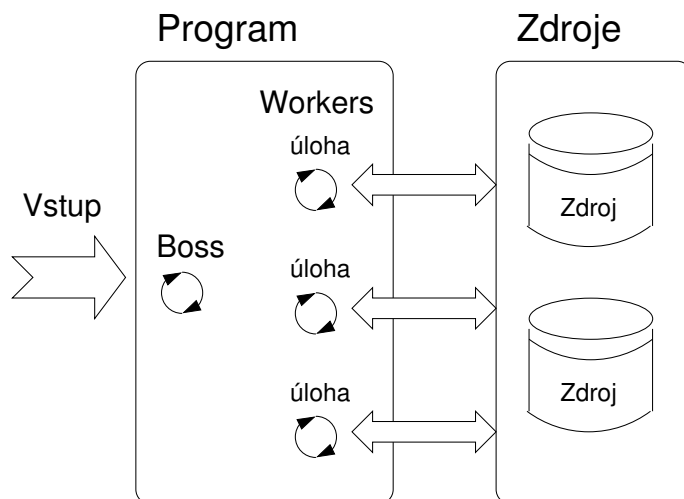 Program
Zdroje
Workers
úloha
Vstup
Boss
úloha
úloha
Zdroj
Zdroj